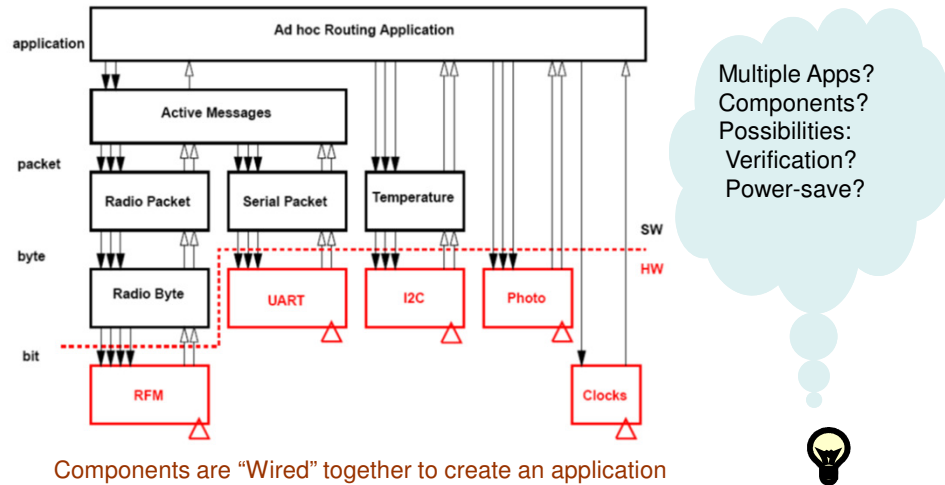 application
Ad hoc Routing Application
Active Messages
packet
Radio Packet
Serial Packet
Temperature
SW
byte
HW
Radio Byte
UART
I2C
Photo
bit
RFM
Clocks
Components are “Wired” together to create an application
Multiple Apps?
Components?
Possibilities:
Verification?
Power-save?